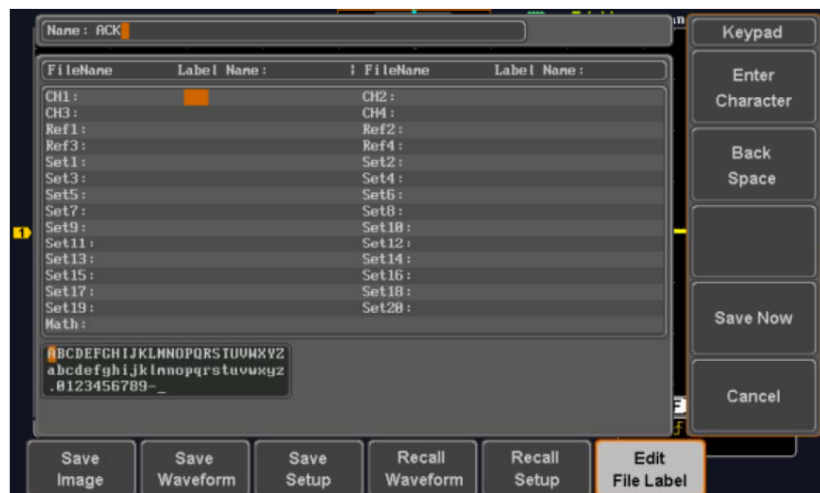 Name: ACK
FileName Label Name: | FileName Label Name:
CH1: CH2:
CH3: CH4:
Ref1: Ref2:
Ref3: Ref4:
Set1: Set2:
Set3: Set4:
Set5: Set6:
Set7: Set8:
Set9: Set10:
Set11: Set12:
Set13: Set14:
Set15: Set16:
Set17: Set18:
Set19: Set20:
Math:
ABCDEFGHIJKLMNOPQRSTUVWXYZ
abcdefghijklmnopqrstuvwxyz
.0123456789-_
1
Keypad
Enter
Character
Back
Space
Save Now
Cancel
Save
Image
Save
Waveform
Save
Setup
Recall
Waveform
Recall
Setup
Edit
File Label